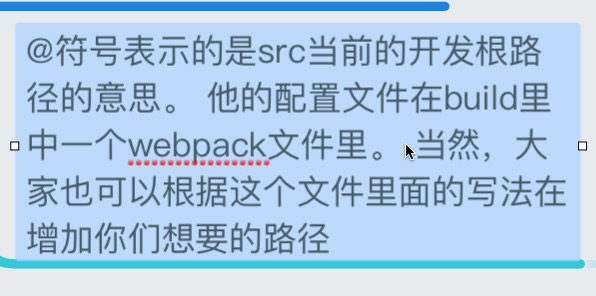 @符号表示的是src当前的开发根路
径的意思。 他的配置文件在build里
中一个webpack文件里。 当然，大
家也可以根据这个文件里面的写法在
增加你们想要的路径